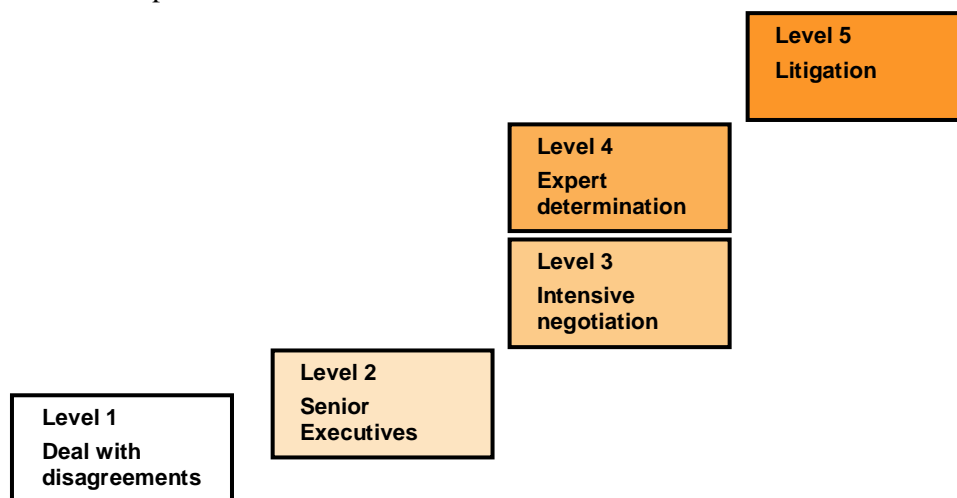 Level 5
Litigation
Level 4
Expert
determination
Level 3
Intensive
negotiation
Level 2
Senior
Executives
Level 1
Deal with
disagreements